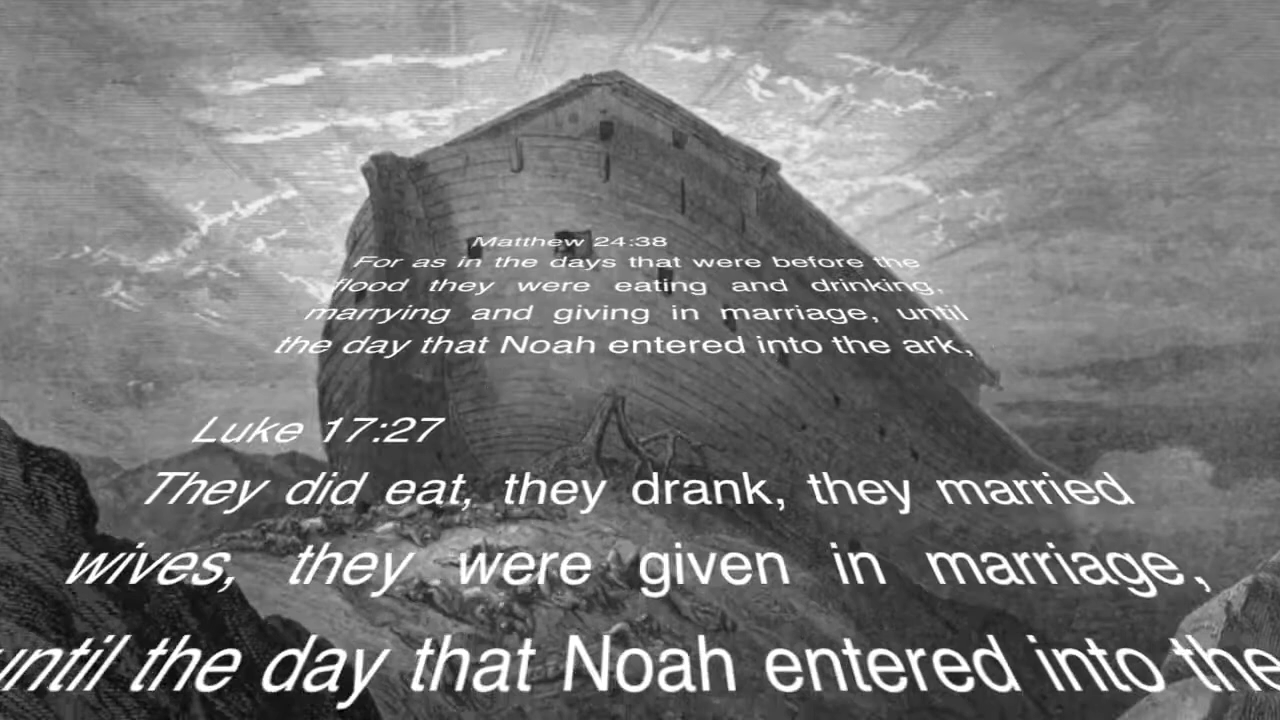 Matthew 24:38
For as in the days that were before the
flood they were eating and drinking,
marrying and giving in marriage, until
the day that Noah entered into the ark,
Luke 17:27
They did eat, they drank, they married
wives, they were given in marriage,
until the day that Noah entered into the